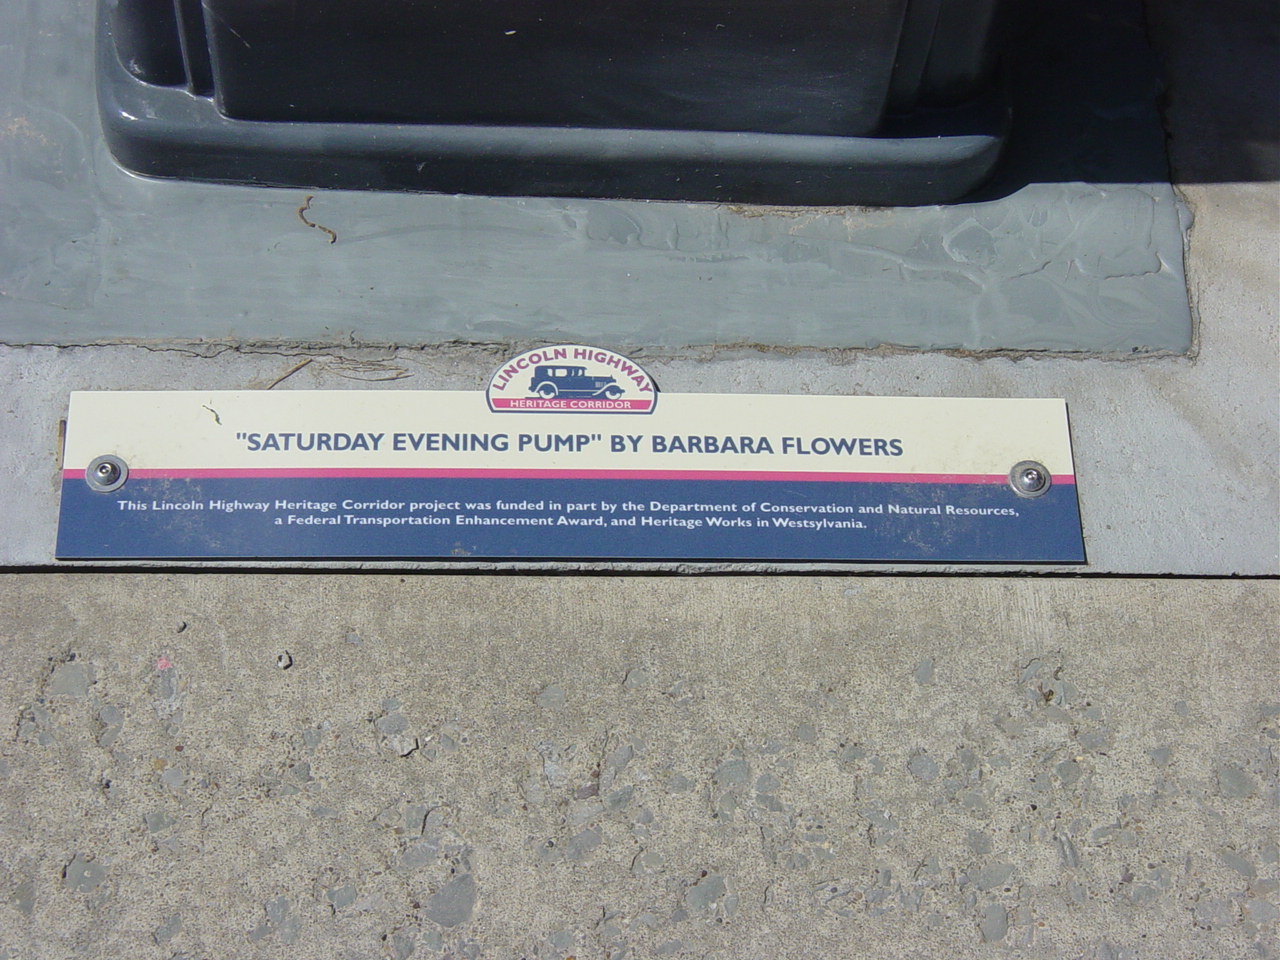 LINCOLN HIGHWAY
HERITAGE CORRIDOR
"SATURDAY EVENING PUMP" BY BARBARA FLOWERS
This Lincoln Highway Heritage Corridor project was funded in part by the Department of Conservation and Natural Resources,
a Federal Transportation Enhancement Award, and Heritage Works in Westsylvania.